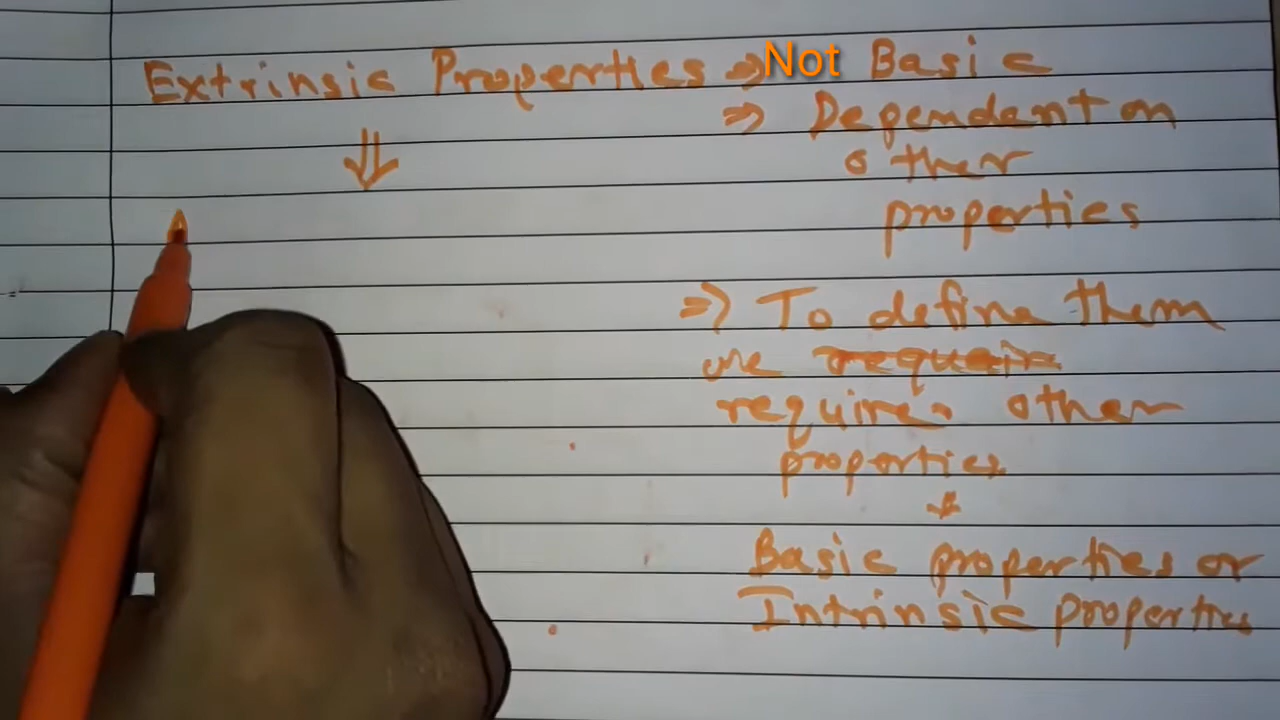 Extrinsic Properties ⇒ Not Basic
⇒ Dependent on
other
properties
⇒ To define them
we
require other
properties
↓
Basic properties or
Intrinsic properties